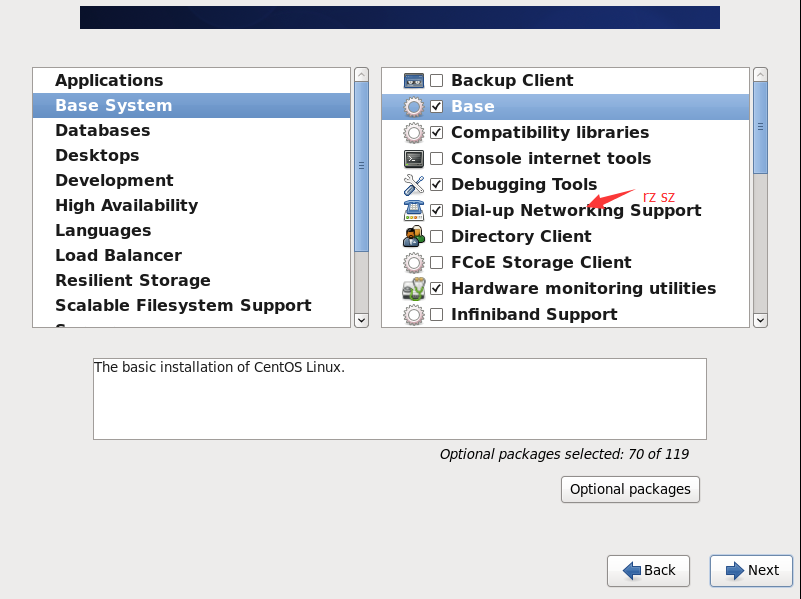 Applications
Base System
Databases
Desktops
Development
High Availability
Languages
Load Balancer
Resilient Storage
Scalable Filesystem Support
Backup Client
Base
Compatibility libraries
Console internet tools
Debugging Tools
rz sz
Dial-up Networking Support
Directory Client
FCoE Storage Client
Hardware monitoring utilities
Infiniband Support
The basic installation of CentOS Linux.
Optional packages selected: 70 of 119
Optional packages
Back
Next